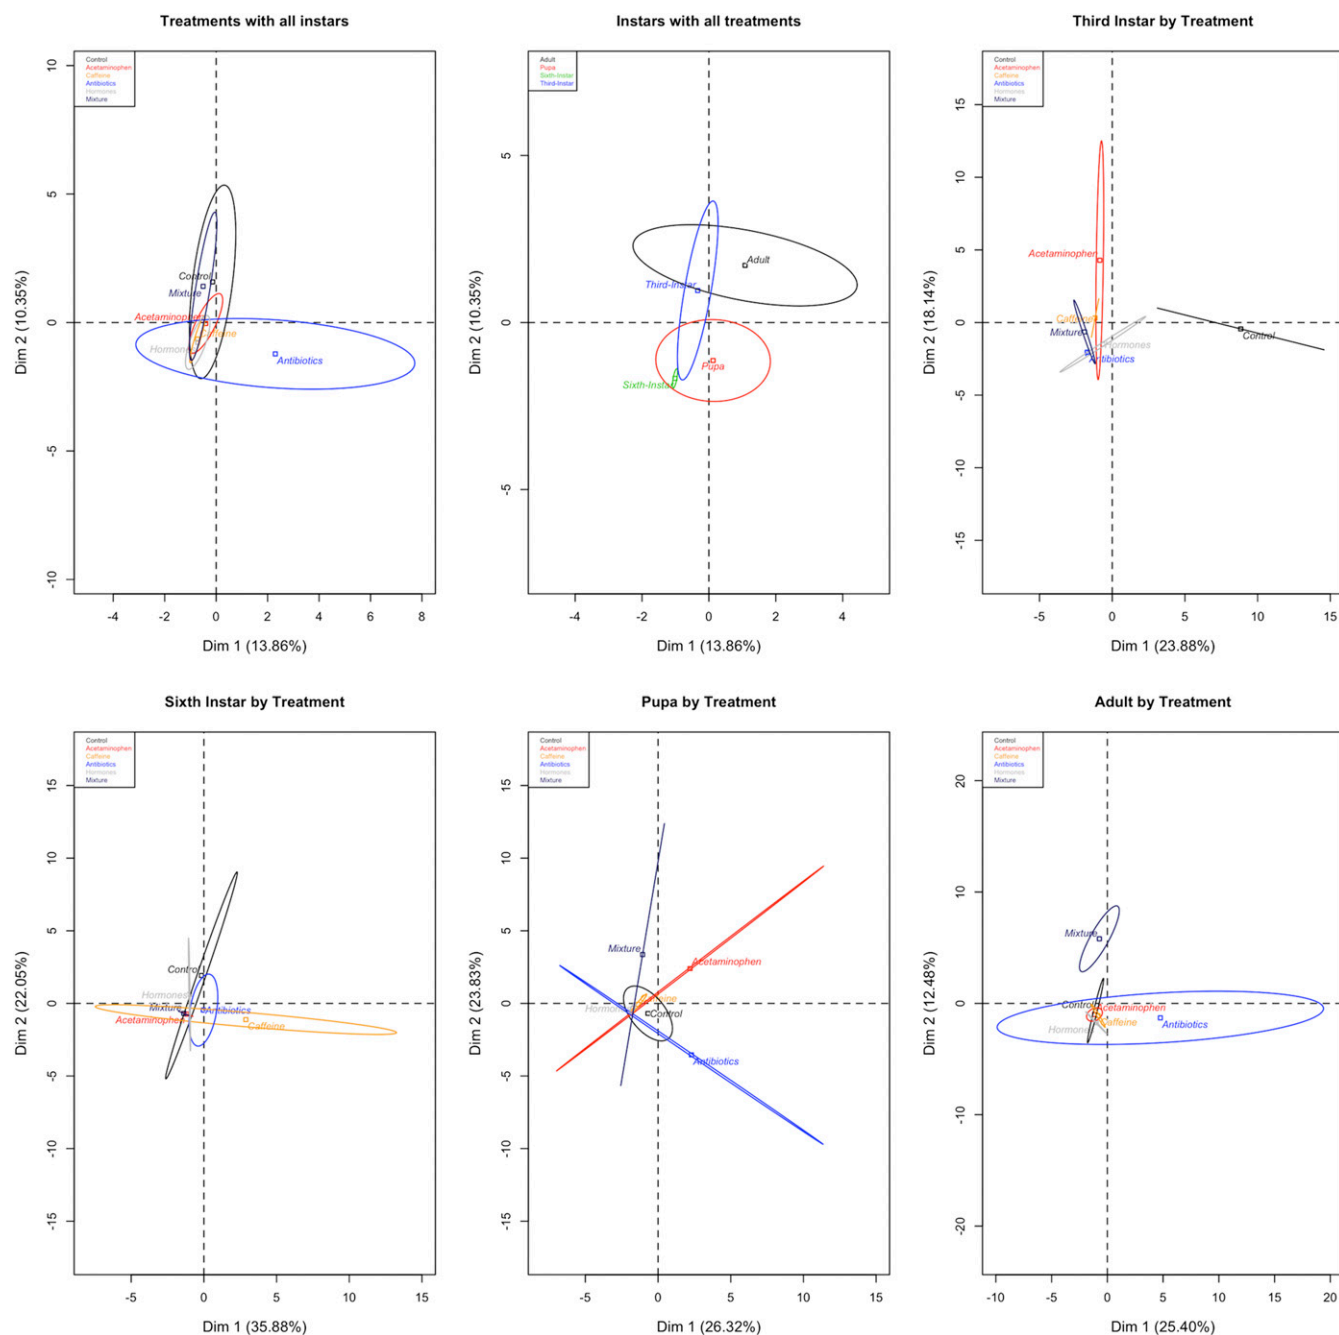 Treatments with all instars
Control
Acetaminophen
Caffeine
Antibiotics
Hormones
Mixture
Dim 2 (10.35%)
10
5
0
-5
-10
Control
Mixture
Acetaminophen
Caffeine
Hormones
Antibiotics
-4 -2 0 2 4 6 8
Dim 1 (13.86%)
Instars with all treatments
Adult
Pupa
Sixth-Instar
Third-Instar
Dim 2 (10.35%)
5
0
-5
Adult
Third-Instar
Pupa
Sixth-Instar
-4 -2 0 2 4
Dim 1 (13.86%)
Third Instar by Treatment
Control
Acetaminophen
Caffeine
Antibiotics
Hormones
Mixture
Dim 2 (18.14%)
15
10
5
0
-5
-10
-15
Acetaminophen
Caffeine
Mixture
Control
Hormones
Antibiotics
-5 0 5 10 15
Dim 1 (23.88%)
Sixth Instar by Treatment
Control
Acetaminophen
Caffeine
Antibiotics
Hormones
Mixture
Dim 2 (22.05%)
15
10
5
0
-5
-10
-15
Control
Hormones
Mixture
Antibiotics
Acetaminophen
Caffeine
-5 0 5 10 15
Dim 1 (35.88%)
Pupa by Treatment
Control
Acetaminophen
Caffeine
Antibiotics
Hormones
Mixture
Dim 2 (23.83%)
15
10
5
0
-5
-10
-15
Mixture
Acetaminophen
Caffeine
Hormones
Control
Antibiotics
-5 0 5 10 15
Dim 1 (26.32%)
Adult by Treatment
Control
Acetaminophen
Caffeine
Antibiotics
Hormones
Mixture
Dim 2 (12.48%)
20
10
0
-10
-20
Mixture
Control
Acetaminophen
Caffeine
Antibiotics
Hormones
-10 -5 0 5 10 15 20
Dim 1 (25.40%)